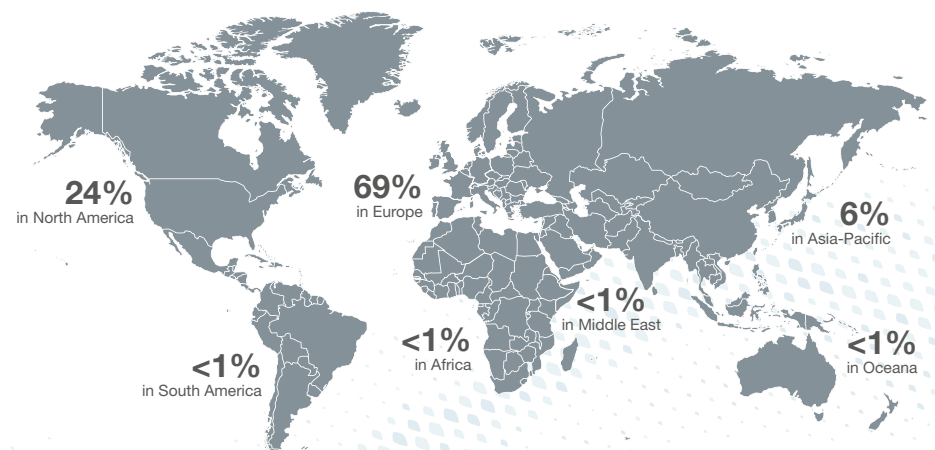 24%
in North America
69%
in Europe
6%
in Asia-Pacific
<1%
in Middle East
<1%
in Africa
<1%
in Oceana
<1%
in South America